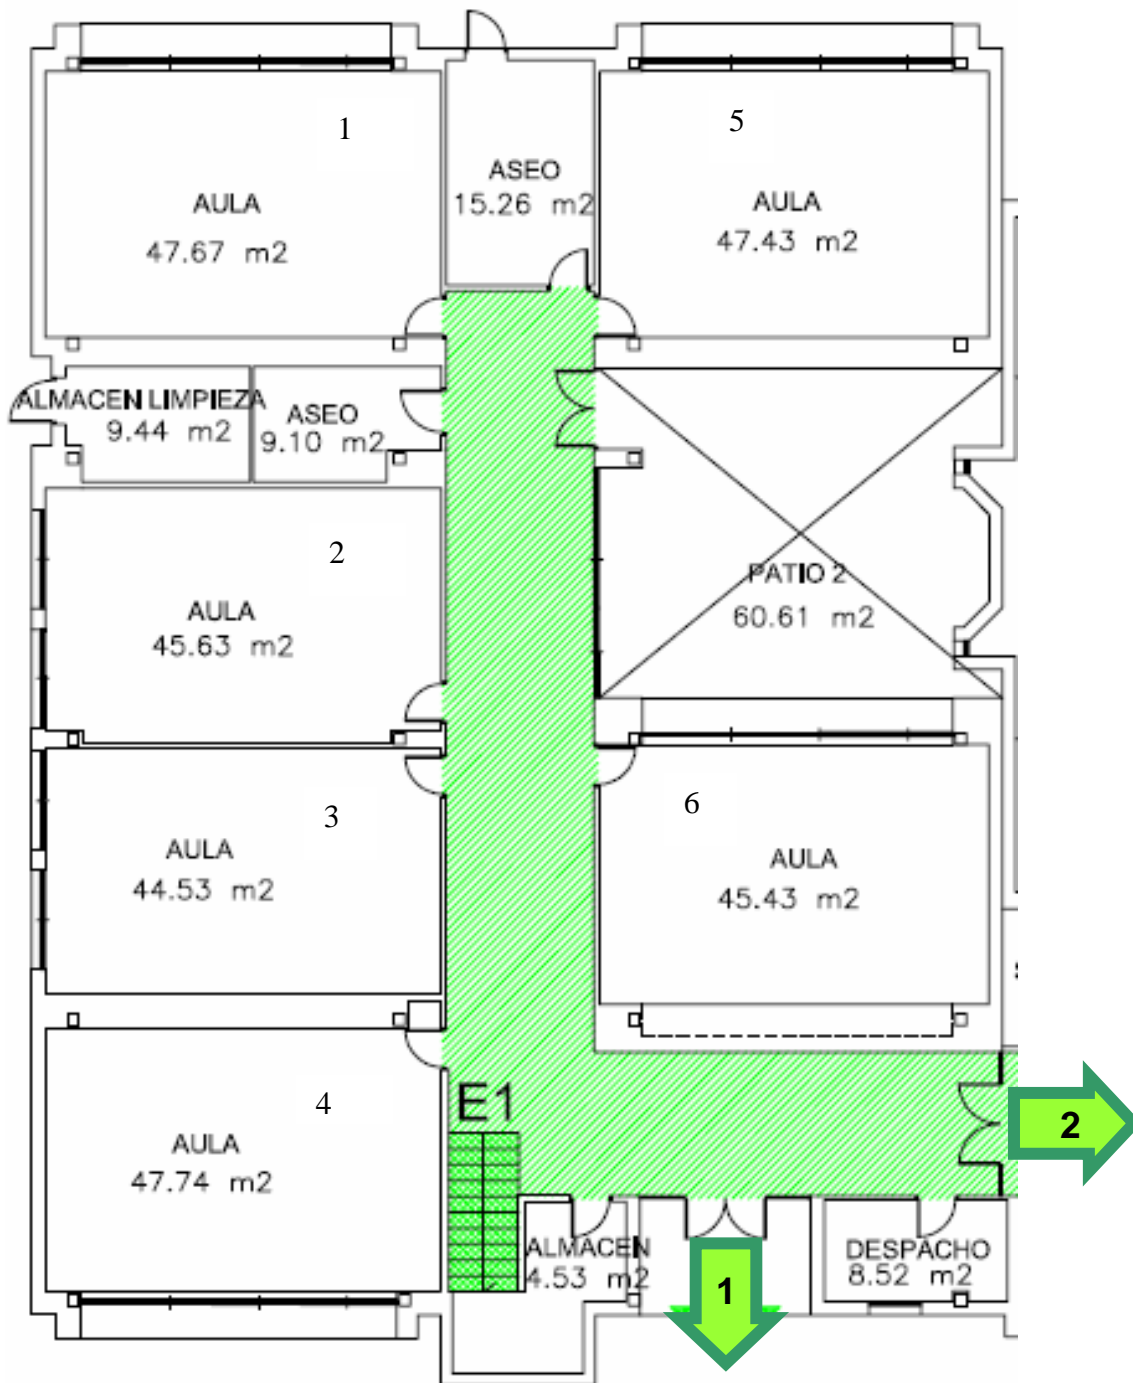 1
AULA
47.67 m2
ASEO
15.26 m2
5
AULA
47.43 m2
ALMACEN LIMPIEZA
9.44 m2
ASEO
9.10 m2
2
AULA
45.63 m2
PATIO 2
60.61 m2
3
AULA
44.53 m2
6
AULA
45.43 m2
4
AULA
47.74 m2
E1
2
ALMACEN
4.53 m2
1
DESPACHO
8.52 m2